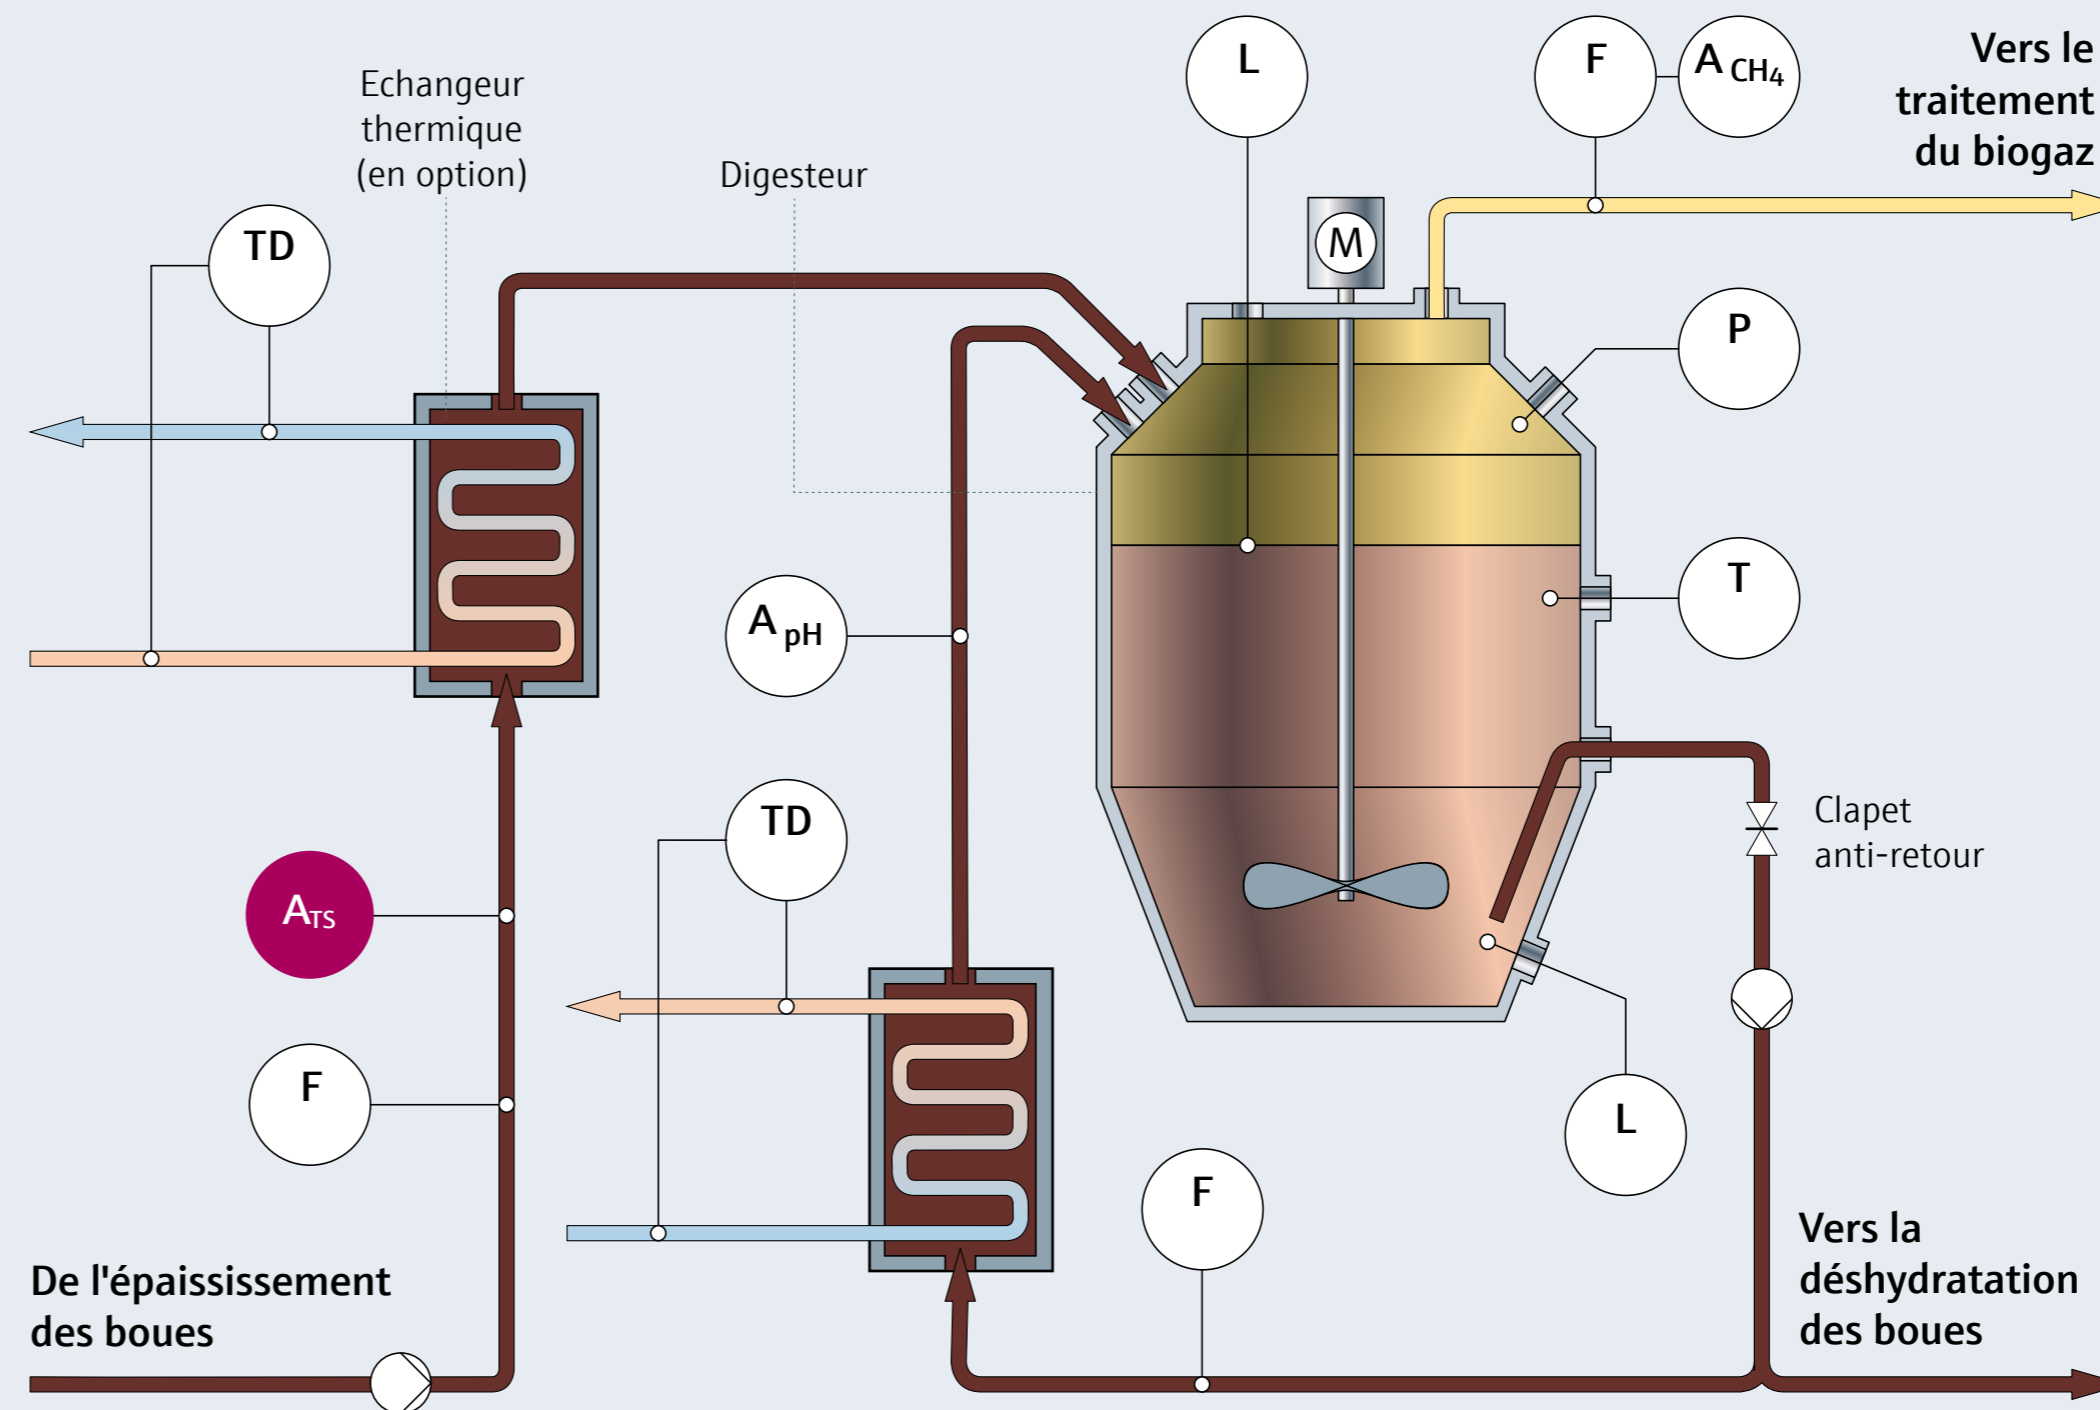 L
F
A CH4
Vers le
traitement
du biogaz
Echangeur
thermique
(en option)
Digesteur
TD
M
P
T
A pH
TD
Clapet
anti-retour
ATS
F
L
F
De l'épaississement
des boues
Vers la
déshydratation
des boues